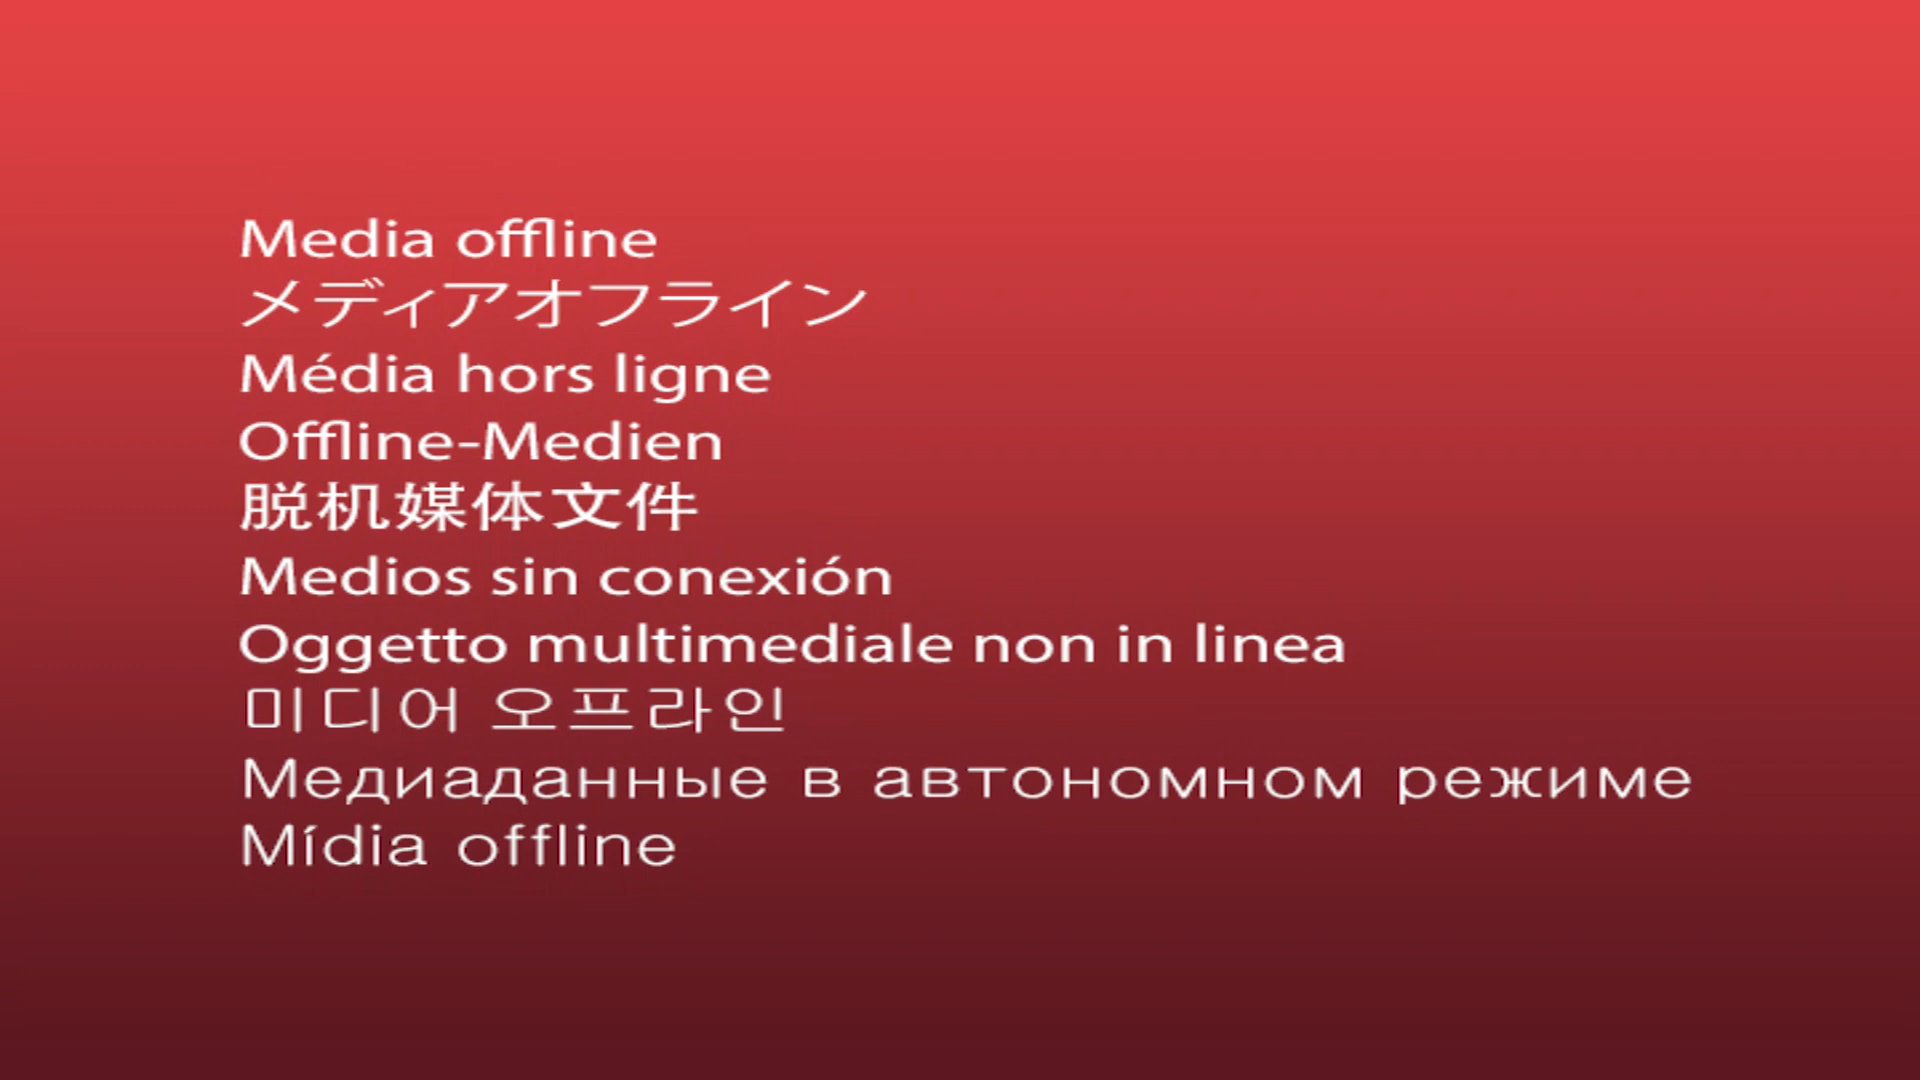 Media offline
メディアオフライン
Média hors ligne
Offline-Medien
脱机媒体文件
Medios sin conexión
Oggetto multimediale non in linea
미디어 오프라인
Медиаданные в автономном режиме
Mídia offline